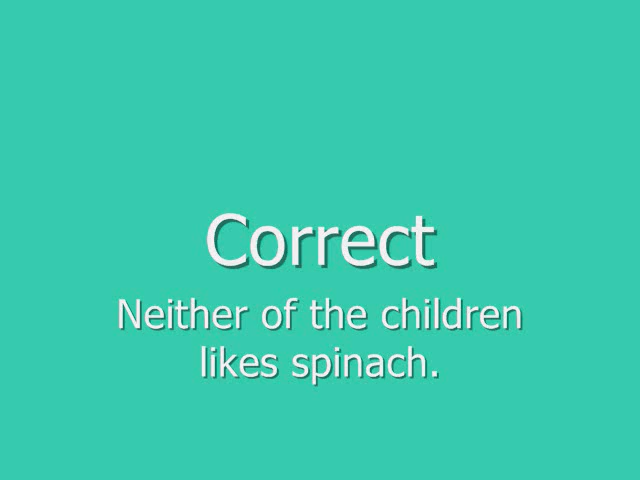 Correct
Neither of the children
likes spinach.